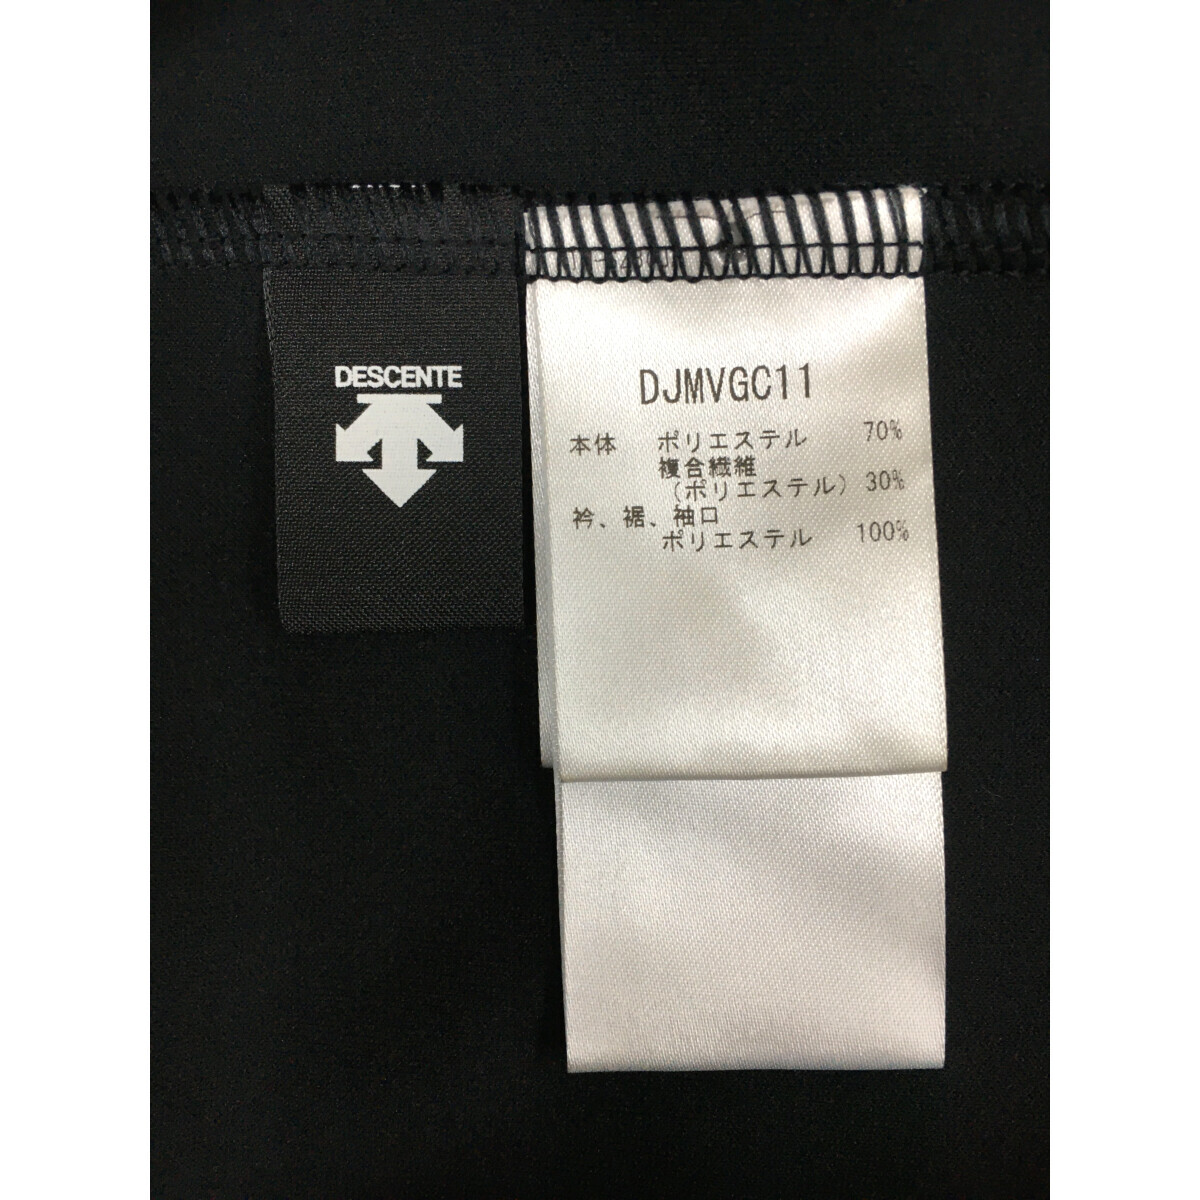 DESCENTE
DJMVGC11
本体 ポリエステル 70%
複合繊維
(ポリエステル) 30%
衿、裾、袖口
ポリエステル 100%